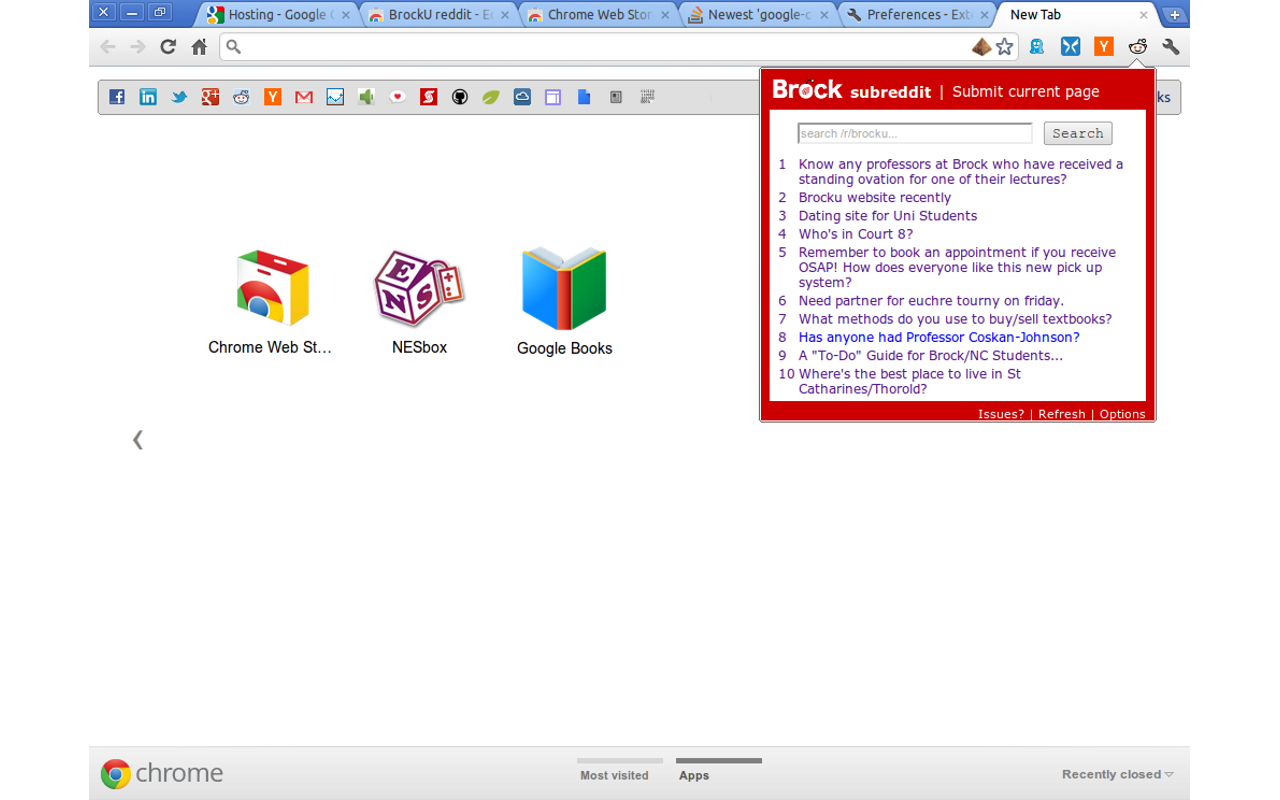 Hosting - Google
BrockU reddit - E
Chrome Web Stor
Newest 'google-c
Preferences - Ext
New Tab
ks
Brock subreddit | Submit current page
search /r/brocku...
Search
1 Know any professors at Brock who have received a
standing ovation for one of their lectures?
2 Brocku website recently
3 Dating site for Uni Students
4 Who's in Court 8?
5 Remember to book an appointment if you receive
OSAP! How does everyone like this new pick up
system?
6 Need partner for euchre tourny on friday.
7 What methods do you use to buy/sell textbooks?
8 Has anyone had Professor Coskan-Johnson?
9 A "To-Do" Guide for Brock/NC Students...
10 Where's the best place to live in St
Catharines/Thorold?
Issues? | Refresh | Options
E
N S
Chrome Web St...
NESbox
Google Books
chrome
Most visited
Apps
Recently closed